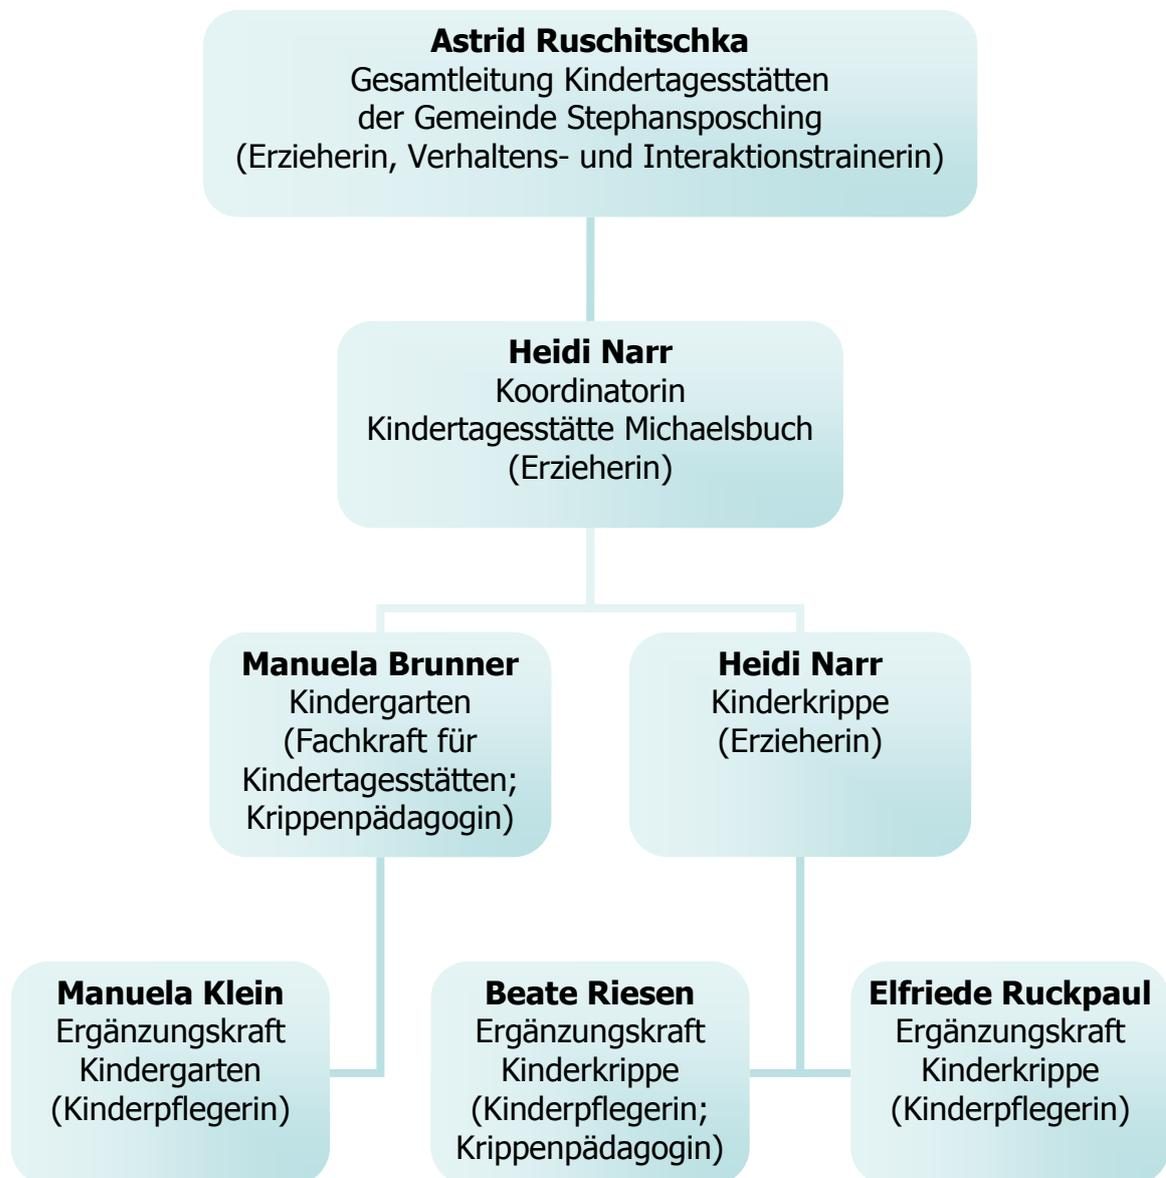 Astrid Ruschitschka
Gesamtleitung Kindertagesstätten
der Gemeinde Stephansposching
(Erzieherin, Verhaltens- und Interaktionstrainerin)
Heidi Narr
Koordinatorin
Kindertagesstätte Michaelsbuch
(Erzieherin)
Manuela Brunner
Kindergarten
(Fachkraft für
Kindertagesstätten;
Krippenpädagogin)
Heidi Narr
Kinderkrippe
(Erzieherin)
Manuela Klein
Ergänzungskraft
Kindergarten
(Kinderpflegerin)
Beate Riesen
Ergänzungskraft
Kinderkrippe
(Kinderpflegerin;
Krippenpädagogin)
Elfriede Ruckpaul
Ergänzungskraft
Kinderkrippe
(Kinderpflegerin)